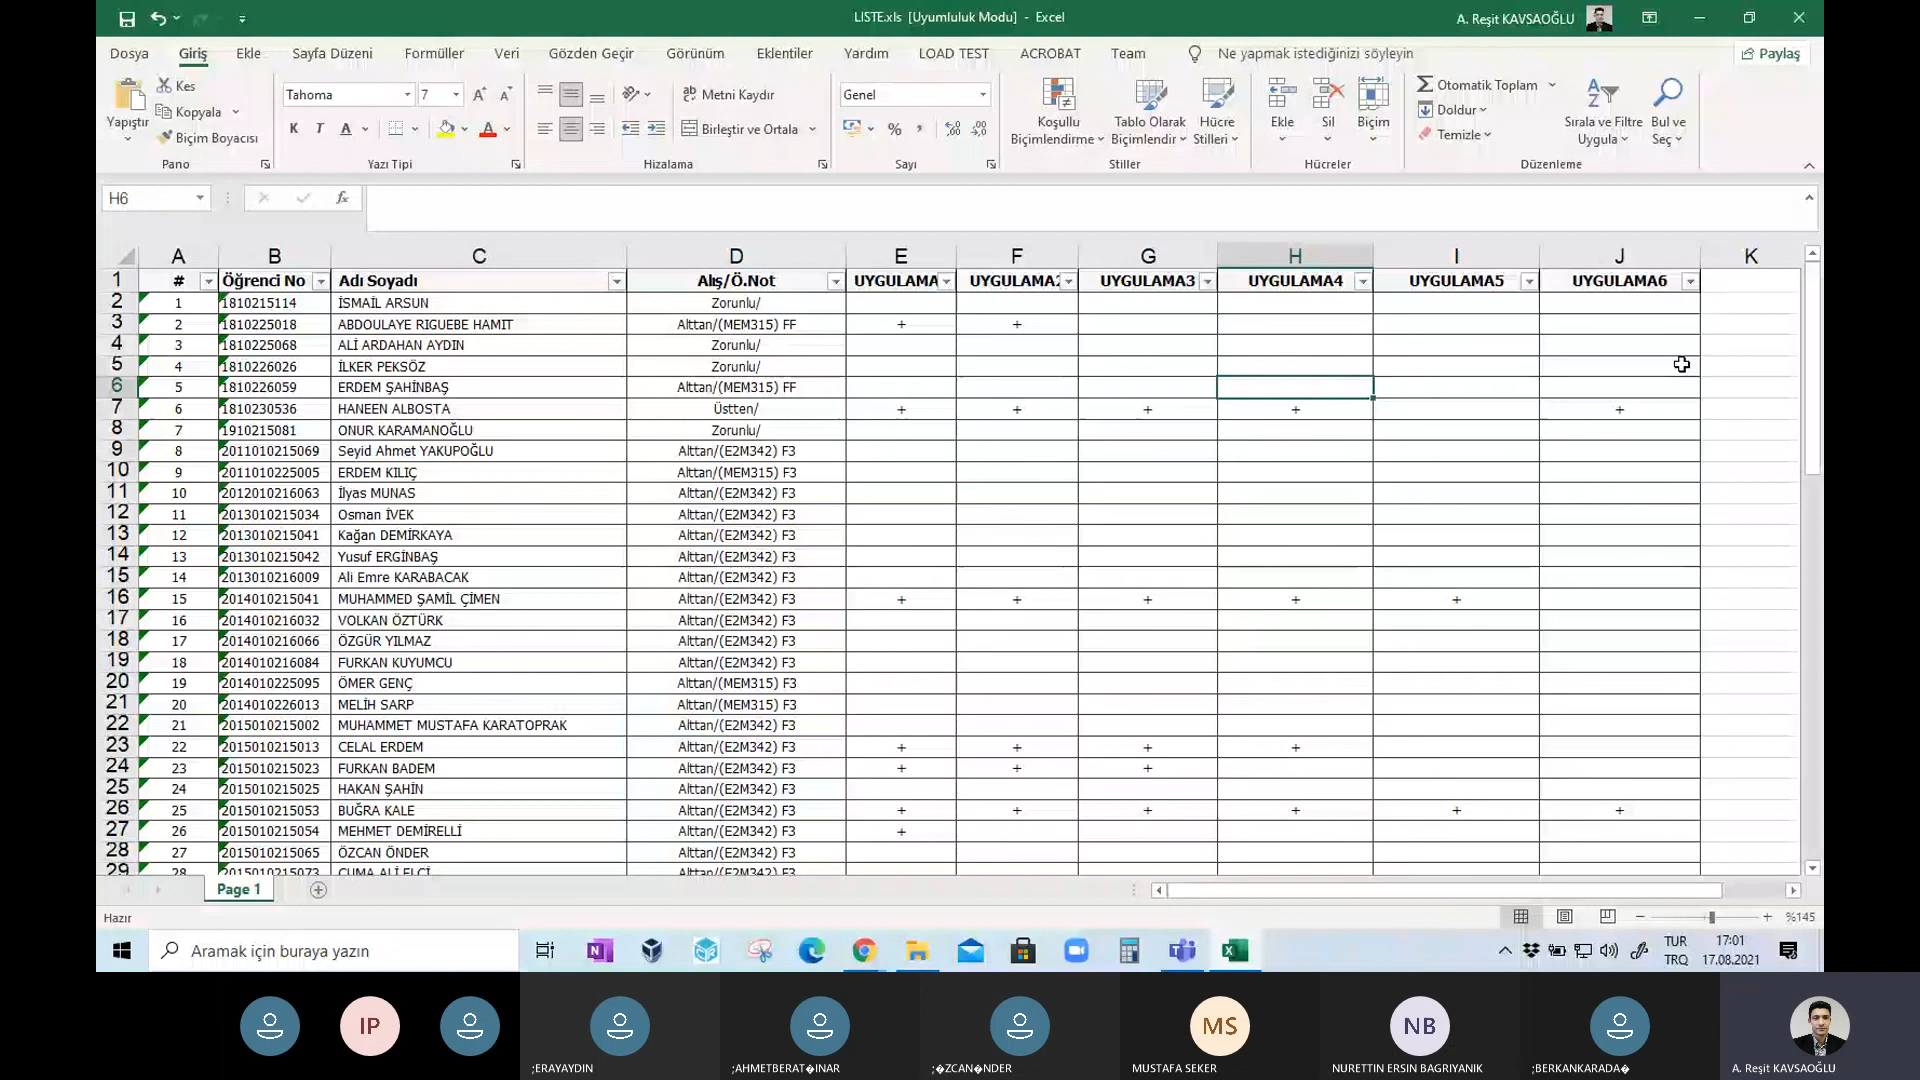 LISTE.xls [Uyumluluk Modu] - Excel
A. Reşit KAVSAOĞLU
Dosya Giriş Ekle Sayfa Düzeni Formüller Veri Gözden Geçir Görünüm Eklentiler Yardım LOAD TEST ACROBAT Team Ne yapmak istediğinizi söyleyin Paylaş
Yapıştır Kes Kopyala Biçim Boyacısı
Tahoma 7
K T A
Metni Kaydır
Birleştir ve Ortala
Genel
Koşullu Biçimlendirme
Tablo Olarak Biçimlendir
Hücre Stilleri
Ekle Sil Biçim
Otomatik Toplam
Doldur
Temizle
Sırala ve Filtre Uygula
Bul ve Seç
Pano Yazı Tipi Hizalama Sayı Stiller Hücreler Düzenleme
H6 fx
A B C D E F G H I J K
1 # Öğrenci No Adı Soyadı Alış/Ö.Not UYGULAMA UYGULAMA2 UYGULAMA3 UYGULAMA4 UYGULAMA5 UYGULAMA6
2 1 1810215114 İSMAİL ARSUN Zorunlu/
3 2 1810225018 ABDOULAYE RIGUEBE HAMIT Alttan/(MEM315) FF + +
4 3 1810225068 ALİ ARDAHAN AYDIN Zorunlu/
5 4 1810226026 İLKER PEKSÖZ Zorunlu/
6 5 1810226059 ERDEM ŞAHİNBAŞ Alttan/(MEM315) FF
7 6 1810230536 HANEEN ALBOSTA Üstten/ + + + + +
8 7 1910215081 ONUR KARAMANOĞLU Zorunlu/
9 8 2011010215069 Seyid Ahmet YAKUPOĞLU Alttan/(E2M342) F3
10 9 2011010225005 ERDEM KILIÇ Alttan/(MEM315) F3
11 10 2012010216063 İlyas MUNAS Alttan/(E2M342) F3
12 11 2013010215034 Osman İVEK Alttan/(E2M342) F3
13 12 2013010215041 Kağan DEMİRKAYA Alttan/(E2M342) F3
14 13 2013010215042 Yusuf ERGİNBAŞ Alttan/(E2M342) F3
15 14 2013010216009 Ali Emre KARABACAK Alttan/(E2M342) F3
16 15 2014010215041 MUHAMMED ŞAMİL ÇİMEN Alttan/(E2M342) F3 + + + + +
17 16 2014010216032 VOLKAN ÖZTÜRK Alttan/(E2M342) F3
18 17 2014010216066 ÖZGÜR YILMAZ Alttan/(E2M342) F3
19 18 2014010216084 FURKAN KUYUMCU Alttan/(E2M342) F3
20 19 2014010225095 ÖMER GENÇ Alttan/(MEM315) F3
21 20 2014010226013 MELİH SARP Alttan/(MEM315) F3
22 21 2015010215002 MUHAMMET MUSTAFA KARATOPRAK Alttan/(E2M342) F3
23 22 2015010215013 CELAL ERDEM Alttan/(E2M342) F3 + + + +
24 23 2015010215023 FURKAN BADEM Alttan/(E2M342) F3 + + +
25 24 2015010215025 HAKAN ŞAHİN Alttan/(E2M342) F3
26 25 2015010215053 BUĞRA KALE Alttan/(E2M342) F3 + + + + + +
27 26 2015010215054 MEHMET DEMİRELLİ Alttan/(E2M342) F3 +
28 27 2015010215065 ÖZCAN ÖNDER Alttan/(E2M342) F3
29 28 2015010215073 CUMA ALİ ELÇİ Alttan/(E2M342) F3
Page 1
Hazır %145
Aramak için buraya yazın
TUR
TRQ
17:01
17.08.2021
IP MS NB
;ERAYAYDIN ;AHMETBERAT�INAR ;�ZCAN�NDER MUSTAFA SEKER NURETTIN ERSIN BAGRIYANIK ;BERKANKARADA� A. Reşit KAVSAOĞLU